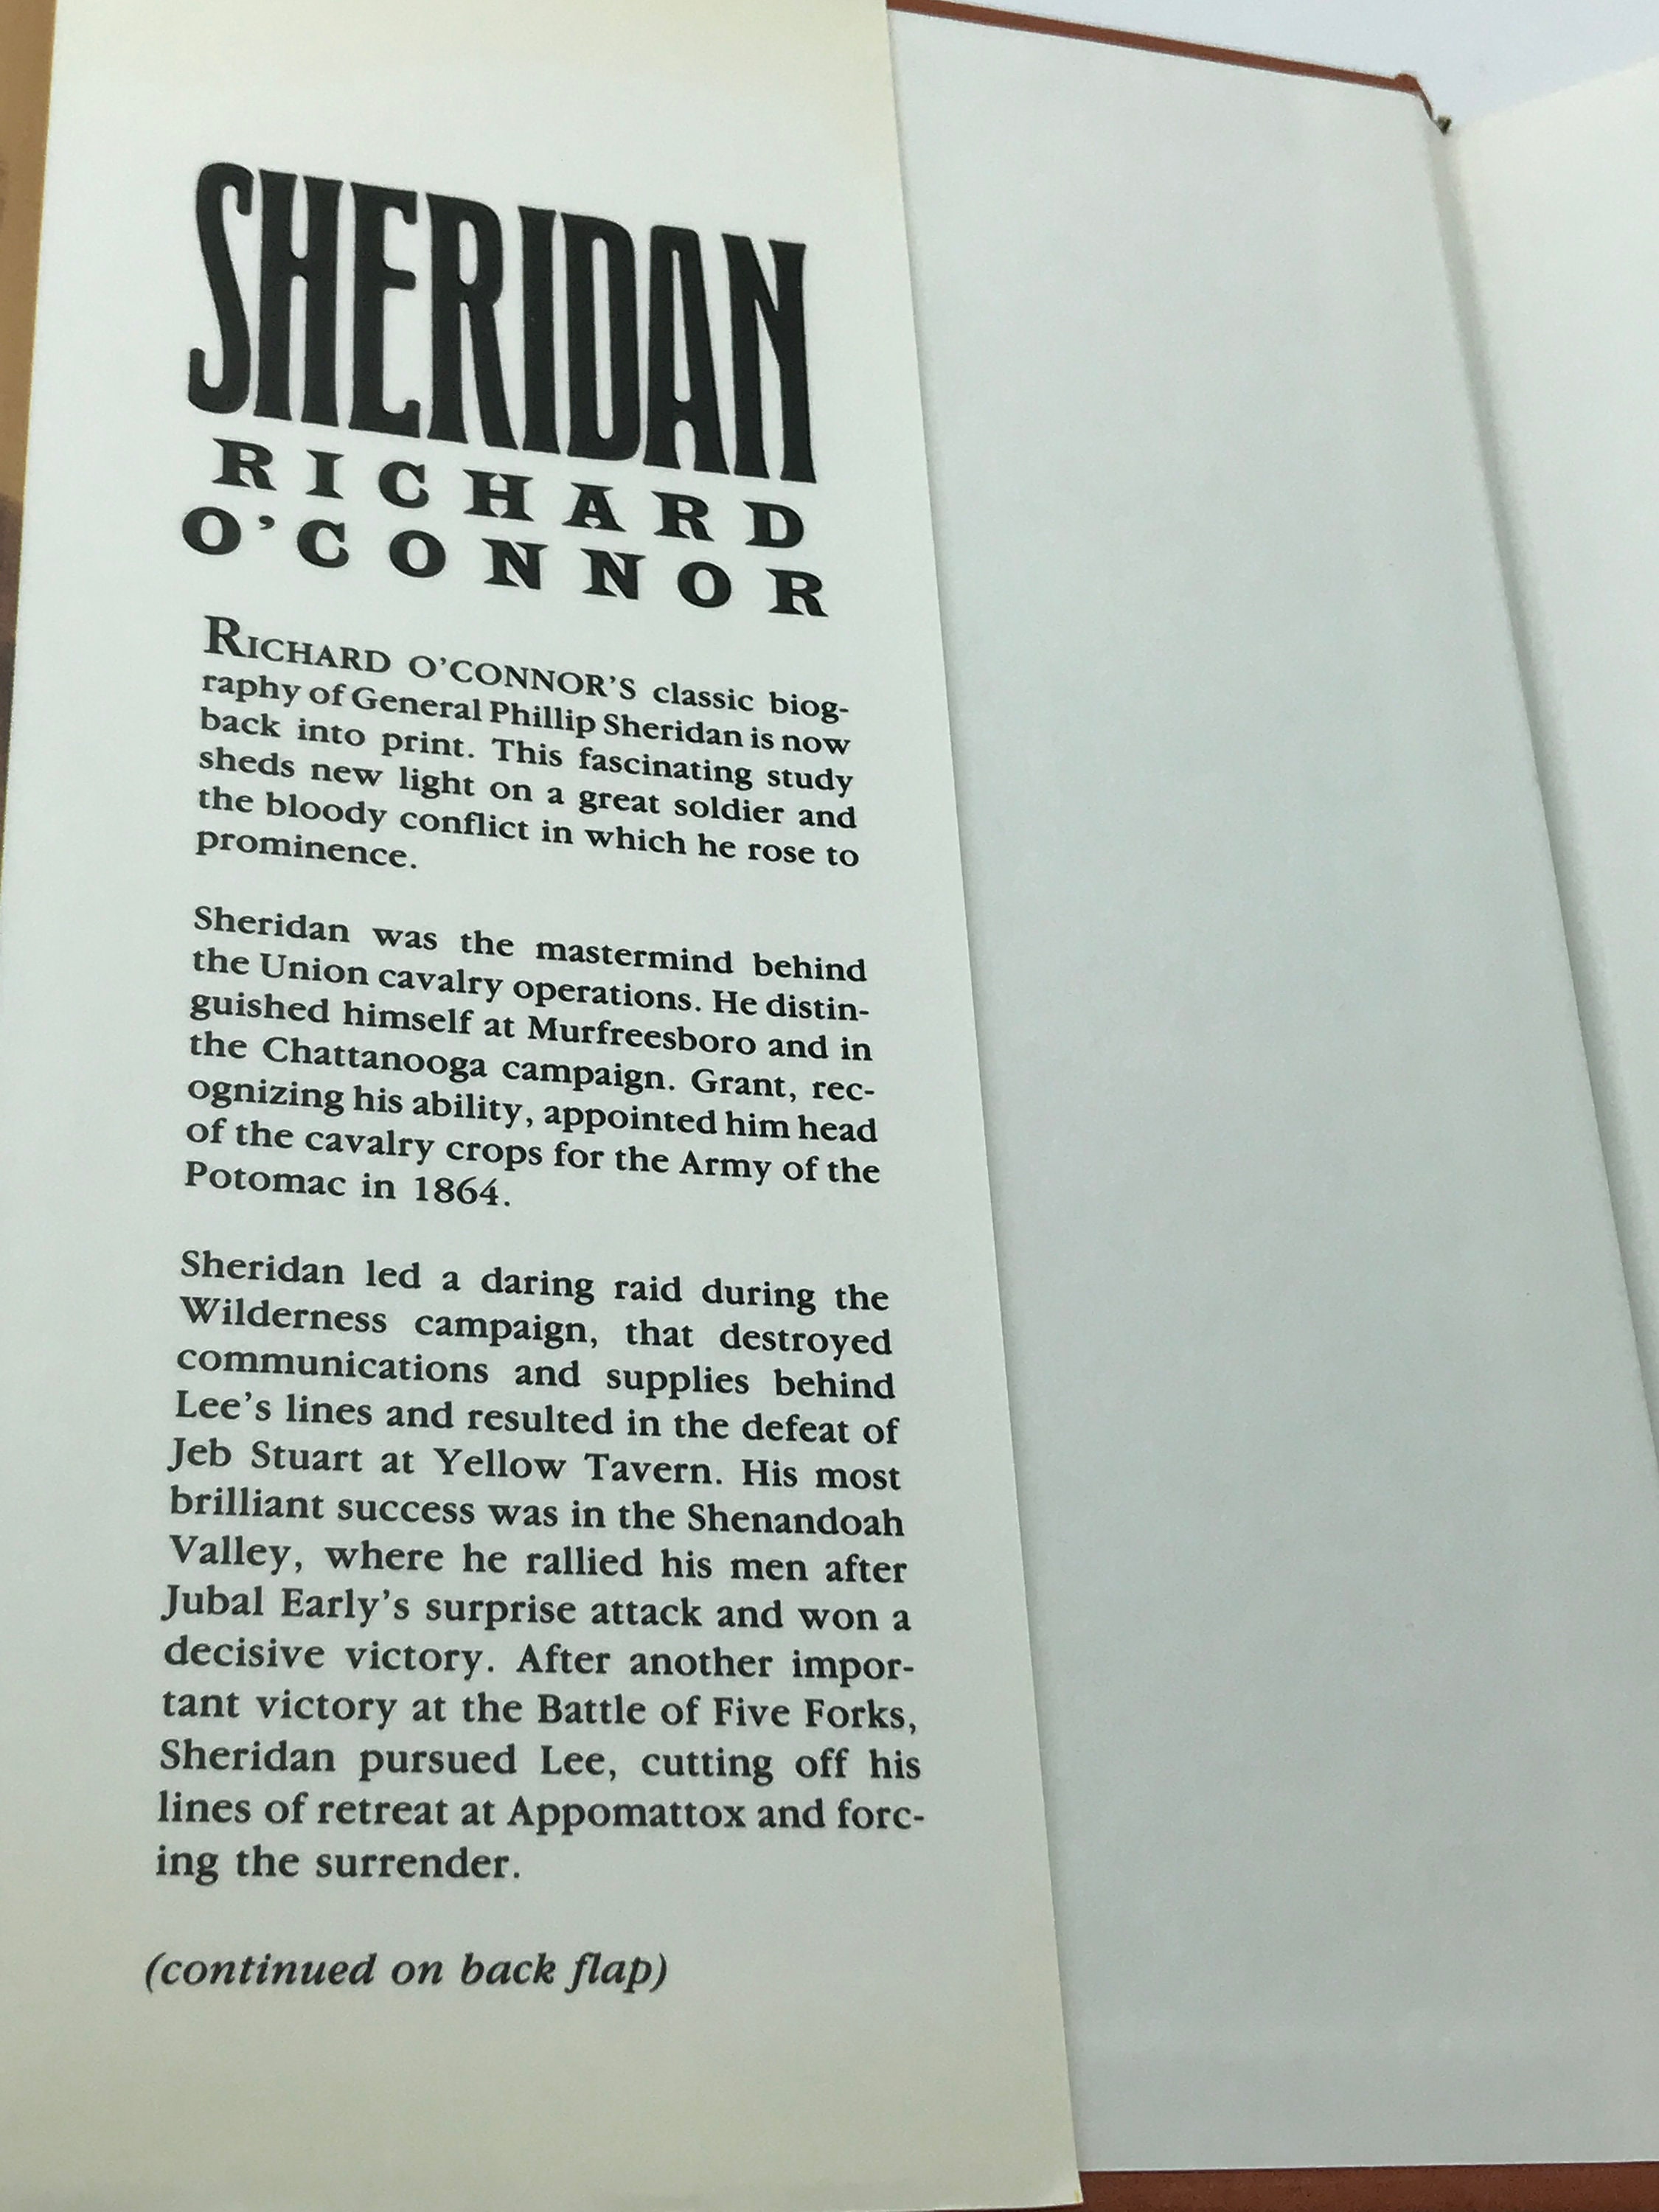 SHERIDAN
RICHARD
O'CONNOR
RICHARD O'CONNOR'S classic biog-
raphy of General Phillip Sheridan is now
back into print. This fascinating study
sheds new light on a great soldier and
the bloody conflict in which he rose to
prominence.
Sheridan was the mastermind behind
the Union cavalry operations. He distin-
guished himself at Murfreesboro and in
the Chattanooga campaign. Grant, rec-
ognizing his ability, appointed him head
of the cavalry crops for the Army of the
Potomac in 1864.
Sheridan led a daring raid during the
Wilderness campaign, that destroyed
communications and supplies behind
Lee's lines and resulted in the defeat of
Jeb Stuart at Yellow Tavern. His most
brilliant success was in the Shenandoah
Valley, where he rallied his men after
Jubal Early's surprise attack and won a
decisive victory. After another impor-
tant victory at the Battle of Five Forks,
Sheridan pursued Lee, cutting off his
lines of retreat at Appomattox and forc-
ing the surrender.
(continued on back flap)